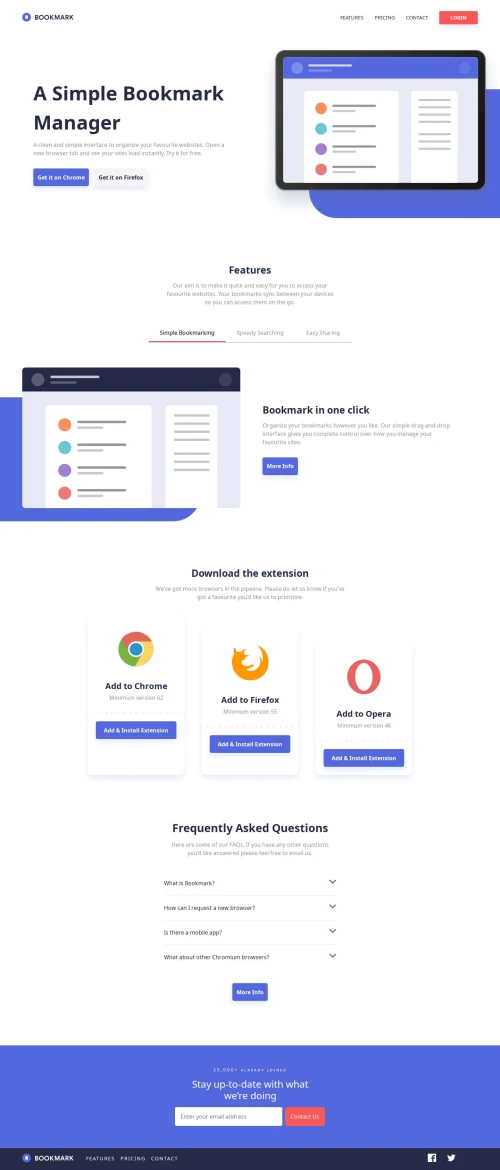 BOOKMARK
FEATURES PRICING CONTACT LOGIN
A Simple Bookmark
Manager
A clean and simple interface to organize your favourite websites. Open a
new browser tab and see your sites load instantly. Try it for free.
Get it on Chrome Get it on Firefox
Features
Our aim is to make it quick and easy for you to access your
favourite websites. Your bookmarks sync between your devices
so you can access them on the go.
Simple Bookmarking Speedy Searching Easy Sharing
Bookmark in one click
Organize your bookmarks however you like. Our simple drag-and-drop
interface gives you complete control over how you manage your
favourite sites.
More Info
Download the extension
We've got more browsers in the pipeline. Please do let us know if you've
got a favourite you'd like us to prioritize.
Add to Chrome
Minimum version 62
Add & Install Extension
Add to Firefox
Minimum version 55
Add & Install Extension
Add to Opera
Minimum version 46
Add & Install Extension
Frequently Asked Questions
Here are some of our FAQs. If you have any other questions
you'd like answered please feel free to email us.
What is Bookmark?
How can I request a new browser?
Is there a mobile app?
What about other Chromium browsers?
More Info
35,000+ ALREADY JOINED
Stay up-to-date with what
we're doing
Enter your email address Contact Us
BOOKMARK FEATURES PRICING CONTACT